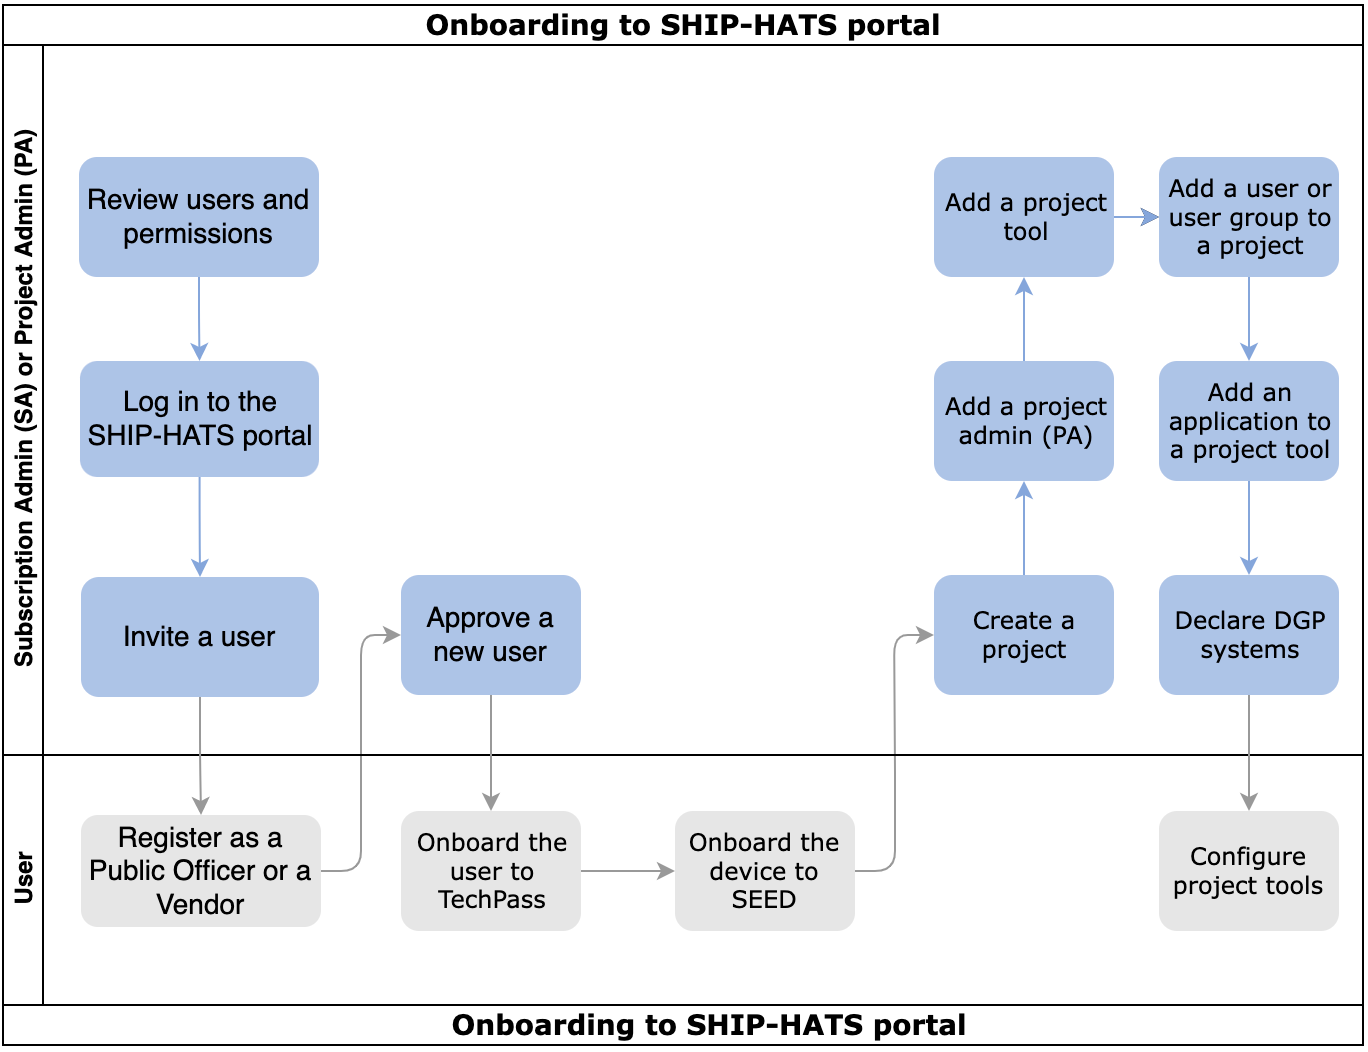 Onboarding to SHIP-HATS portal
Subscription Admin (SA) or Project Admin (PA)
Review users and
permissions
Log in to the
SHIP-HATS portal
Invite a user
Approve a
new user
Create a
project
Add a project
admin (PA)
Add a project
tool
Add a user or
user group to
a project
Add an
application to
a project tool
Declare DGP
systems
User
Register as a
Public Officer or a
Vendor
Onboard the
user to
TechPass
Onboard the
device to
SEED
Configure
project tools
Onboarding to SHIP-HATS portal